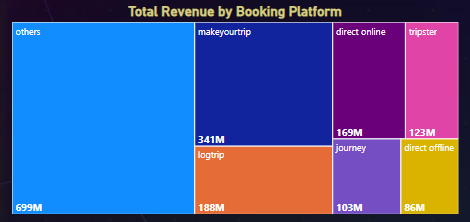 Total Revenue by Booking Platform
others
699M
makeyourtrip
341M
logtrip
188M
direct online
169M
tripster
123M
journey
103M
direct offline
86M